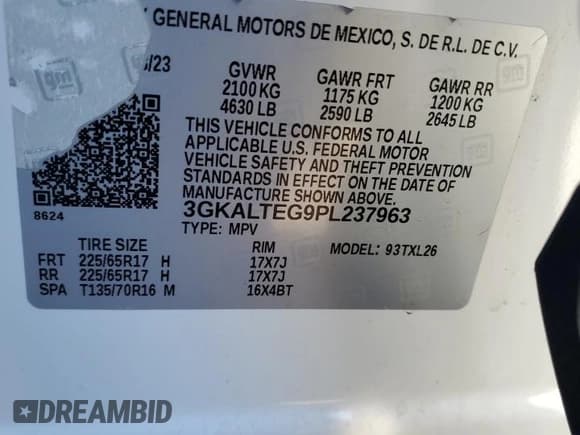 Y GENERAL MOTORS DE MEXICO, S. DE R.L. DE C.V.
/23 GVWR GAWR FRT GAWR RR
2100 KG 1175 KG 1200 KG
4630 LB 2590 LB 2645 LB
THIS VEHICLE CONFORMS TO ALL
APPLICABLE U.S. FEDERAL MOTOR
VEHICLE SAFETY AND THEFT PREVENTION
STANDARDS IN EFFECT ON THE DATE OF
MANUFACTURE SHOWN ABOVE.
8624
3GKALTEG9PL237963
TYPE: MPV MODEL: 93TXL26
TIRE SIZE RIM
FRT 225/65R17 H 17X7J
RR 225/65R17 H 17X7J
SPA T135/70R16 M 16X4BT
DREAMBID